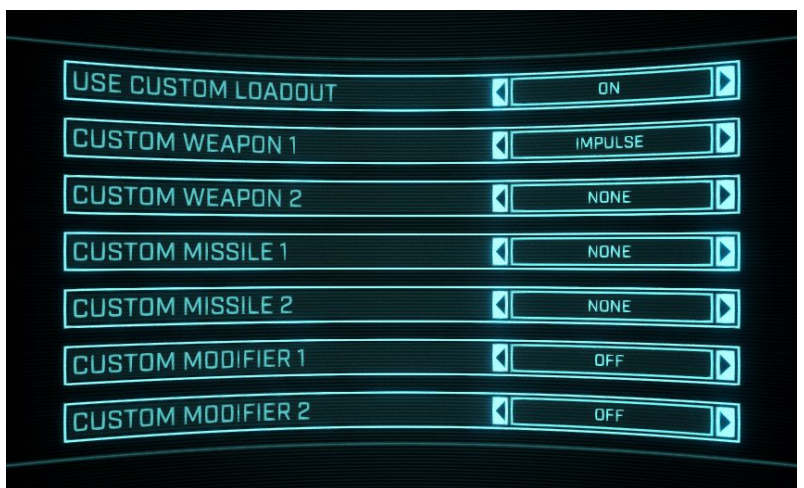 USE CUSTOM LOADOUT ON
CUSTOM WEAPON 1 IMPULSE
CUSTOM WEAPON 2 NONE
CUSTOM MISSILE 1 NONE
CUSTOM MISSILE 2 NONE
CUSTOM MODIFIER 1 OFF
CUSTOM MODIFIER 2 OFF